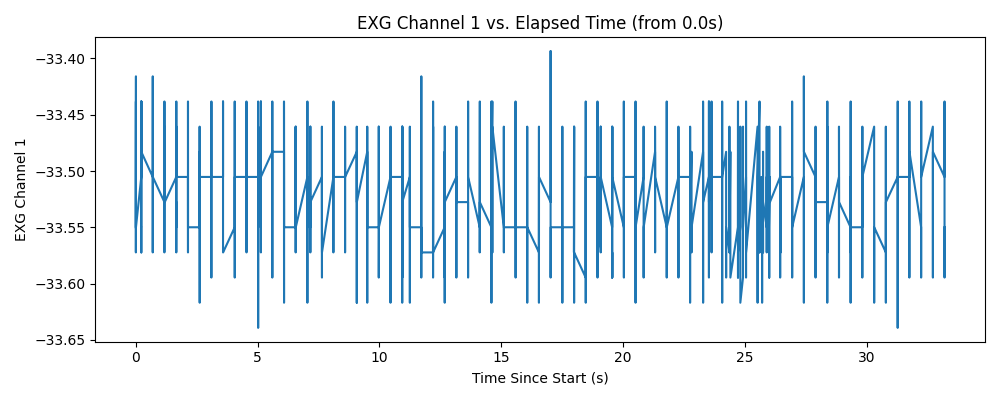 EXG Channel 1 vs. Elapsed Time (from 0.0s)
EXG Channel 1
−33.40
−33.45
−33.50
−33.55
−33.60
−33.65
0 5 10 15 20 25 30
Time Since Start (s)